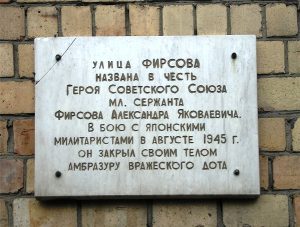 УЛИЦА ФИРСОВА
НАЗВАНА В ЧЕСТЬ
ГЕРОЯ СОВЕТСКОГО СОЮЗА
МЛ. СЕРЖАНТА
ФИРСОВА АЛЕКСАНДРА ЯКОВЛЕВИЧА.
В БОЮ С ЯПОНСКИМИ
МИЛИТАРИСТАМИ В АВГУСТЕ 1945 Г.
ОН ЗАКРЫЛ СВОИМ ТЕЛОМ
АМБРАЗУРУ ВРАЖЕСКОГО ДОТА